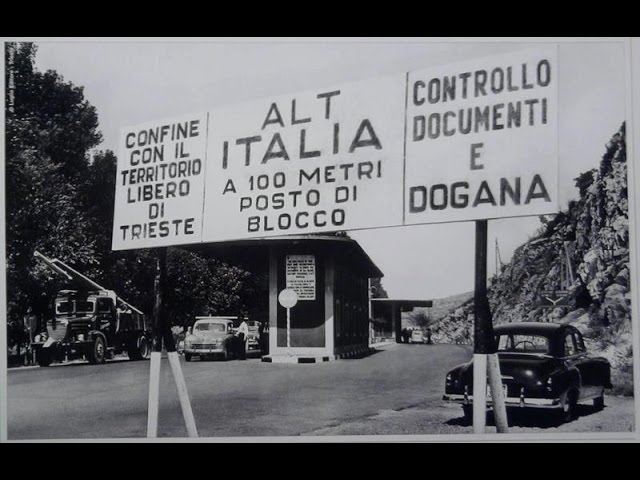 CONFINE
CON IL
TERRITORIO
LIBERO
DI
TRIESTE
ALT
ITALIA
A 100 METRI
POSTO DI
BLOCCO
CONTROLLO
DOCUMENTI
E
DOGANA